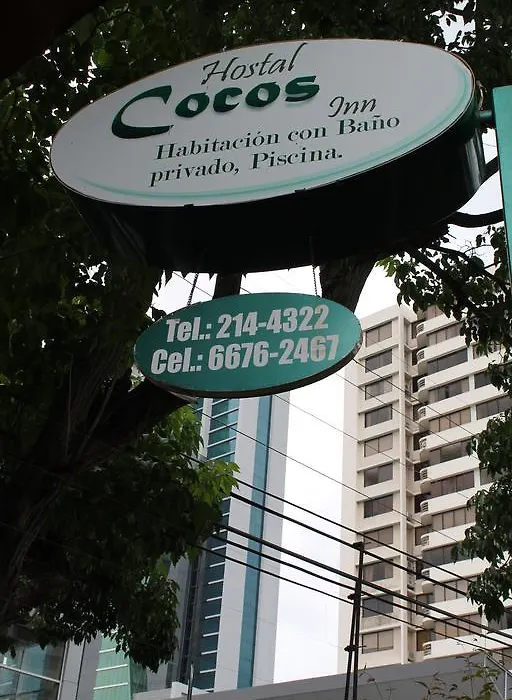 Hostal
Cocos Inn
Habitación con Baño
privado, Piscina.
Tel.: 214-4322
Cel.: 6676-2467